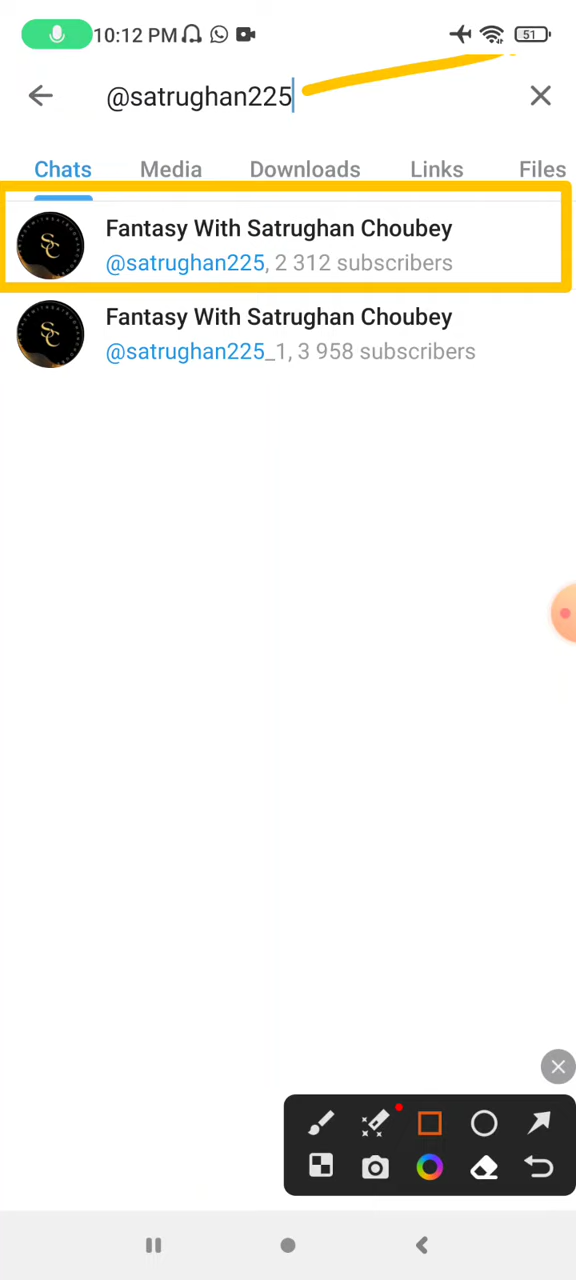 10:12 PM 51
@satrughan225
Chats Media Downloads Links Files
Fantasy With Satrughan Choubey
@satrughan225, 2 312 subscribers
Fantasy With Satrughan Choubey
@satrughan225_1, 3 958 subscribers